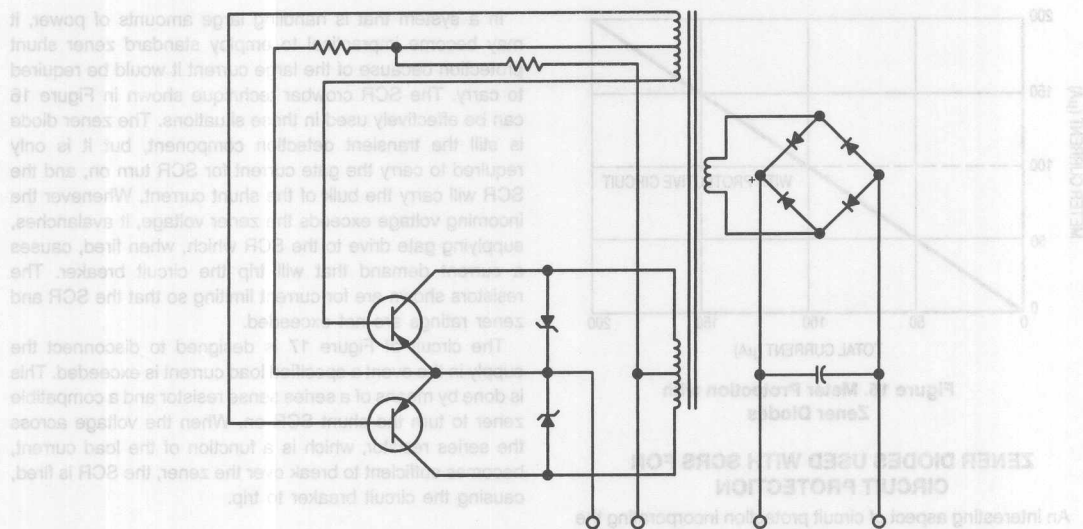 +
METER CURRENT (μA)
200
150
100
50
0
WITH PROTECTIVE CIRCUIT
0
50
100
150
200
TOTAL CURRENT (μA)
Figure 15. Meter Protection with
Zener Diodes
ZENER DIODES USED WITH SCRS FOR
CIRCUIT PROTECTION
An interesting aspect of circuit protection incorporating the
In a system that is handling large amounts of power, it
may become impractical to employ standard zener shunt
protection because of the large current it would be required
to carry. The SCR crowbar technique shown in Figure 16
can be effectively used in these situations. The zener diode
is still the transient detection component, but it is only
required to carry the gate current for SCR turn on, and the
SCR will carry the bulk of the shunt current. Whenever the
incoming voltage exceeds the zener voltage, it avalanches,
supplying gate drive to the SCR which, when fired, causes
a current demand that will trip the circuit breaker. The
resistors shown are for current limiting so that the SCR and
zener ratings are not exceeded.
The circuit of Figure 17 is designed to disconnect the
supply in the event a specified load current is exceeded. This
is done by means of a series sense resistor and a compatible
zener to turn the shunt SCR on. When the voltage across
the series resistor, which is a function of the load current,
becomes sufficient to break over the zener, the SCR is fired,
causing the circuit breaker to trip.